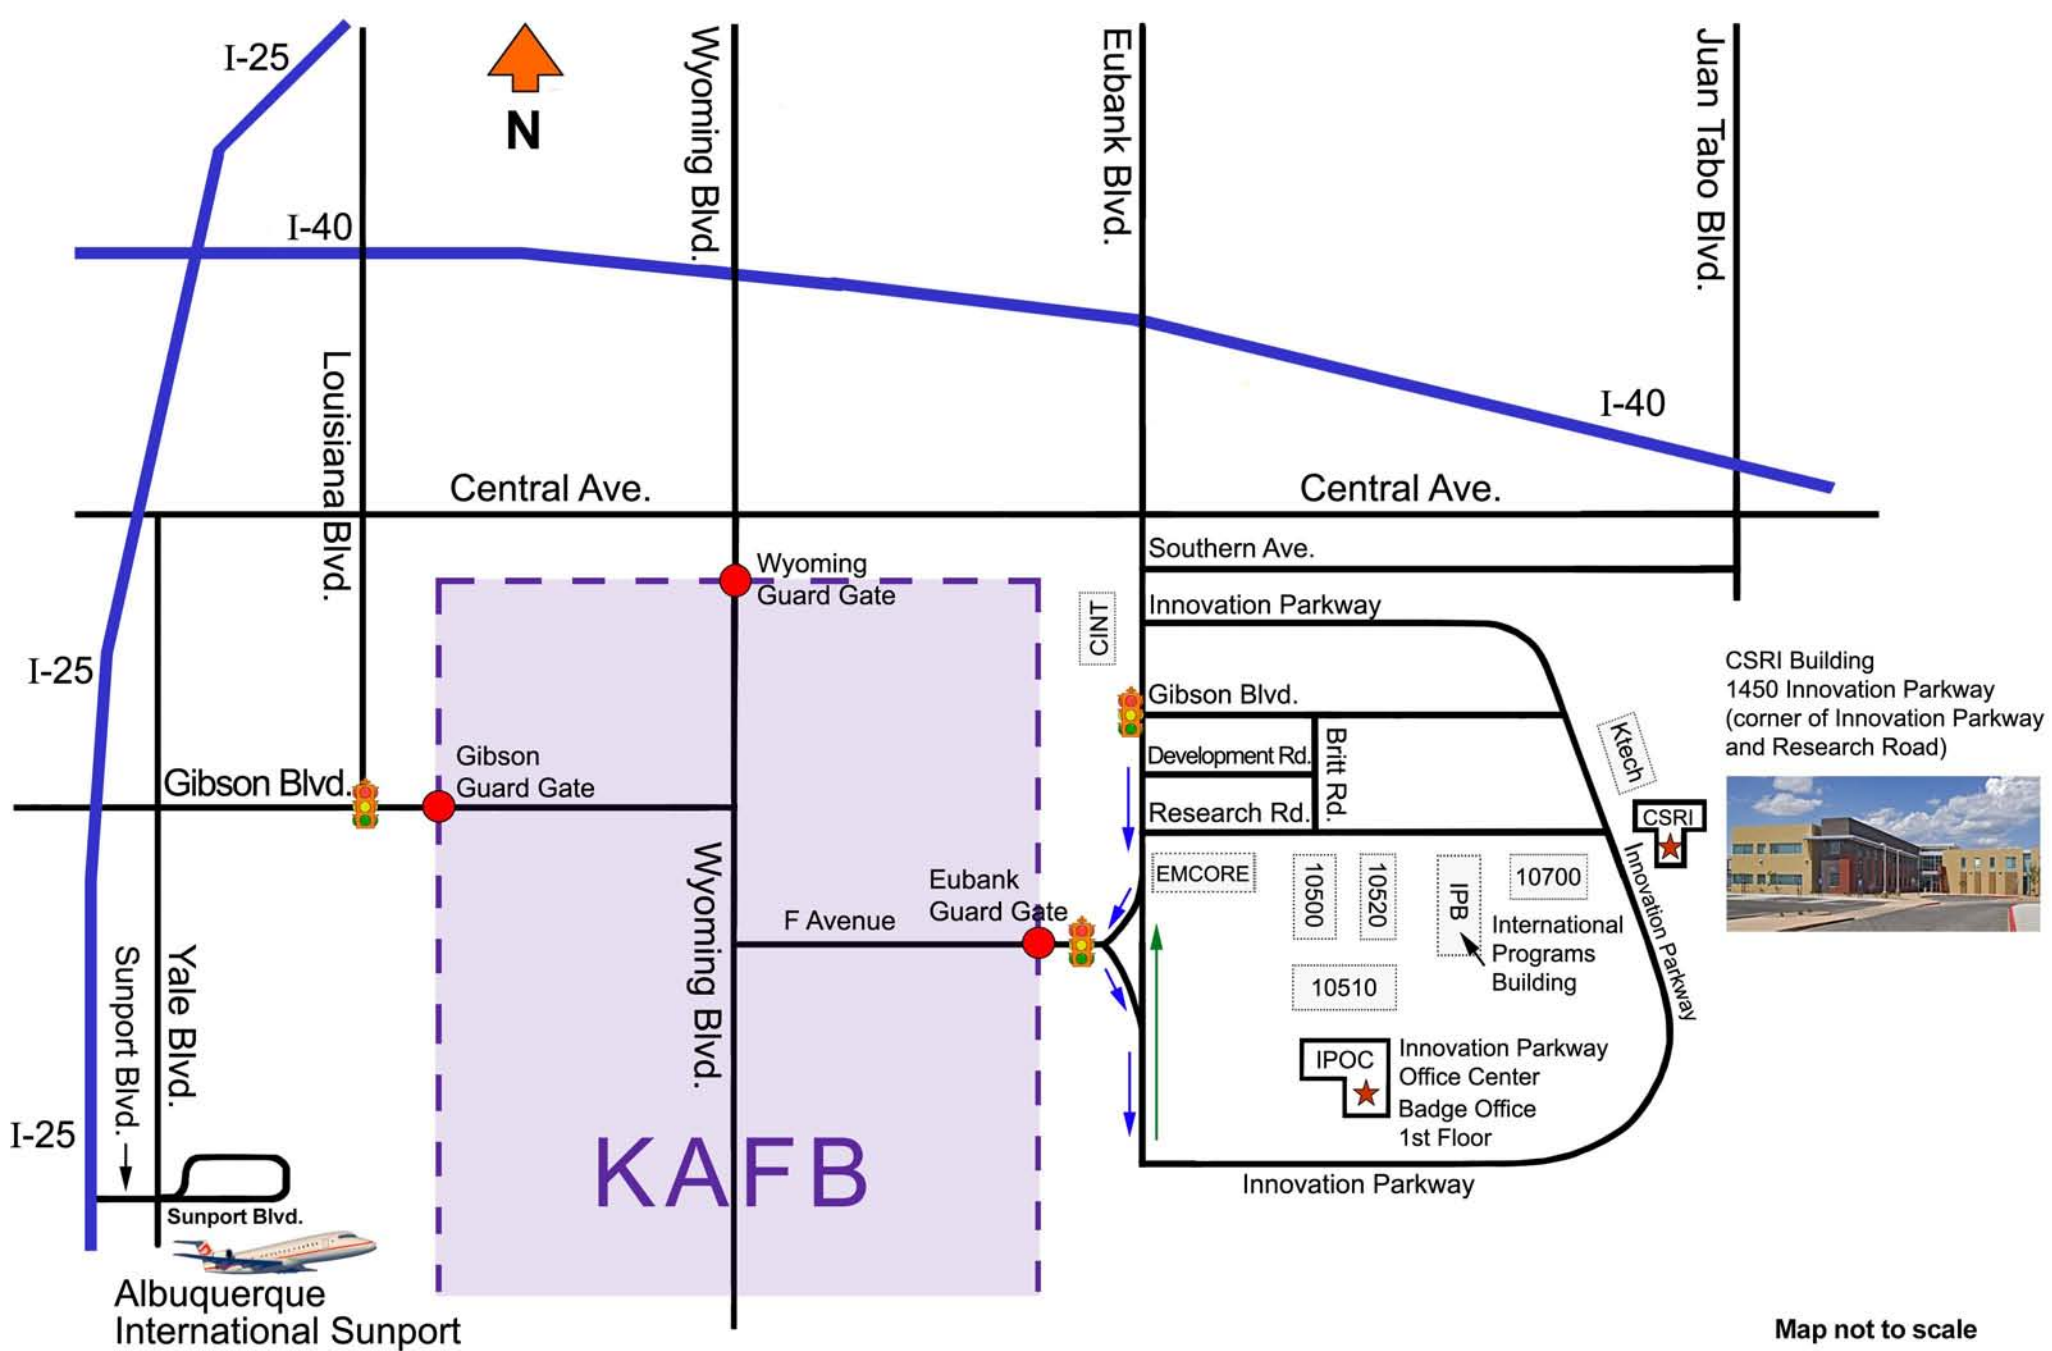 I-25
N
Wyoming Blvd.
Eubank Blvd.
Juan Tabo Blvd.
I-40
Louisiana Blvd.
I-40
Central Ave.
Central Ave.
Southern Ave.
Wyoming
Guard Gate
CINT
Innovation Parkway
I-25
CSRI Building
1450 Innovation Parkway
(corner of Innovation Parkway
and Research Road)
Gibson Blvd.
Ktech
Britt Rd.
Development Rd.
Gibson
Guard Gate
Gibson Blvd.
Research Rd.
CSRI
Wyoming Blvd.
Innovation Parkway
EMCORE
10500
10520
IPB
10700
Eubank
Guard Gate
F Avenue
International
Programs
Building
Sunport Blvd.
Yale Blvd.
10510
IPOC
Innovation Parkway
Office Center
Badge Office
1st Floor
I-25
KAFB
Innovation Parkway
Sunport Blvd.
Albuquerque
International Sunport
Map not to scale